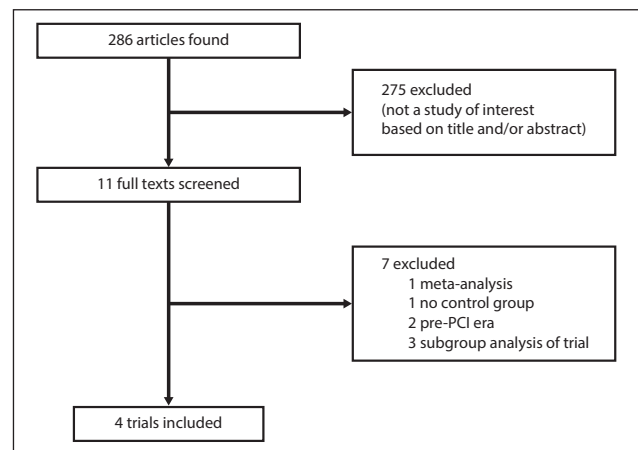 286 articles found
275 excluded
(not a study of interest
based on title and/or abstract)
11 full texts screened
7 excluded
1 meta-analysis
1 no control group
2 pre-PCI era
3 subgroup analysis of trial
4 trials included